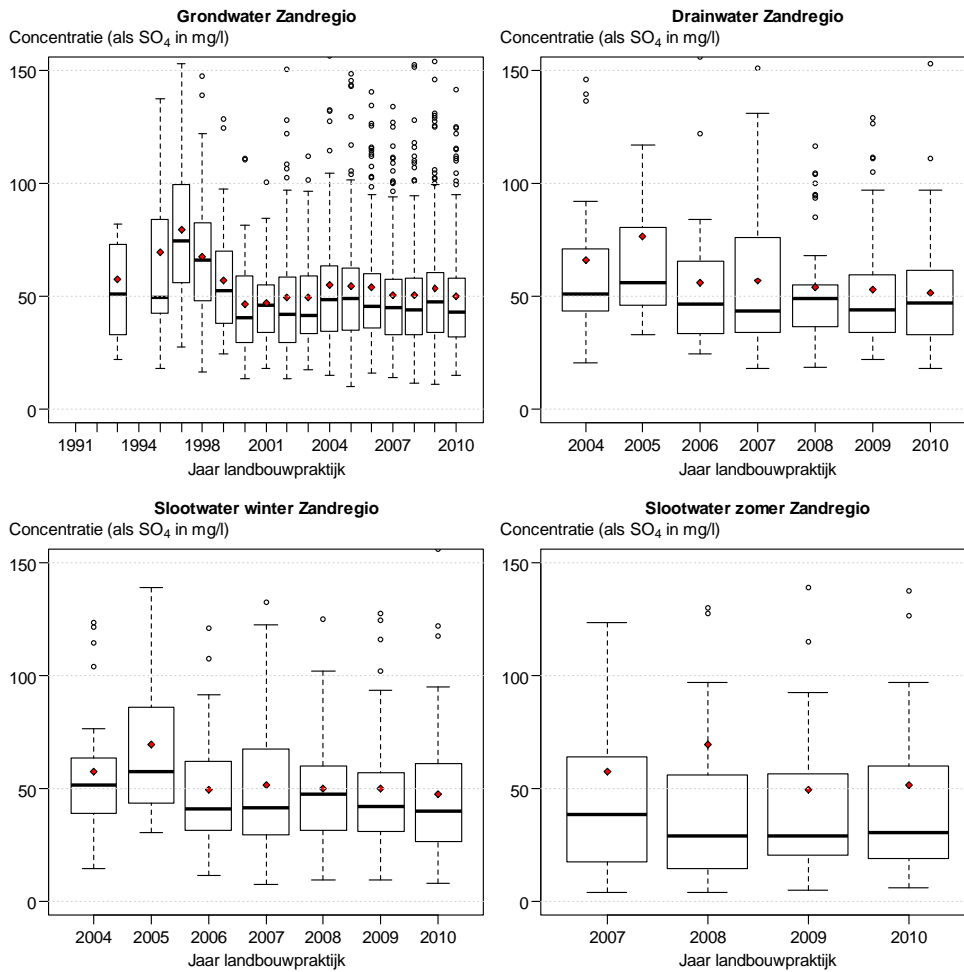 Grondwater Zandregio
Concentratie (als SO4 in mg/l)
150
100
50
0
1991 1994 1998 2001 2004 2007 2010
Jaar landbouwpraktijk
Drainwater Zandregio
Concentratie (als SO4 in mg/l)
150
100
50
0
2004 2005 2006 2007 2008 2009 2010
Jaar landbouwpraktijk
Slootwater winter Zandregio
Concentratie (als SO4 in mg/l)
150
100
50
0
2004 2005 2006 2007 2008 2009 2010
Jaar landbouwpraktijk
Slootwater zomer Zandregio
Concentratie (als SO4 in mg/l)
150
100
50
0
2007 2008 2009 2010
Jaar landbouwpraktijk